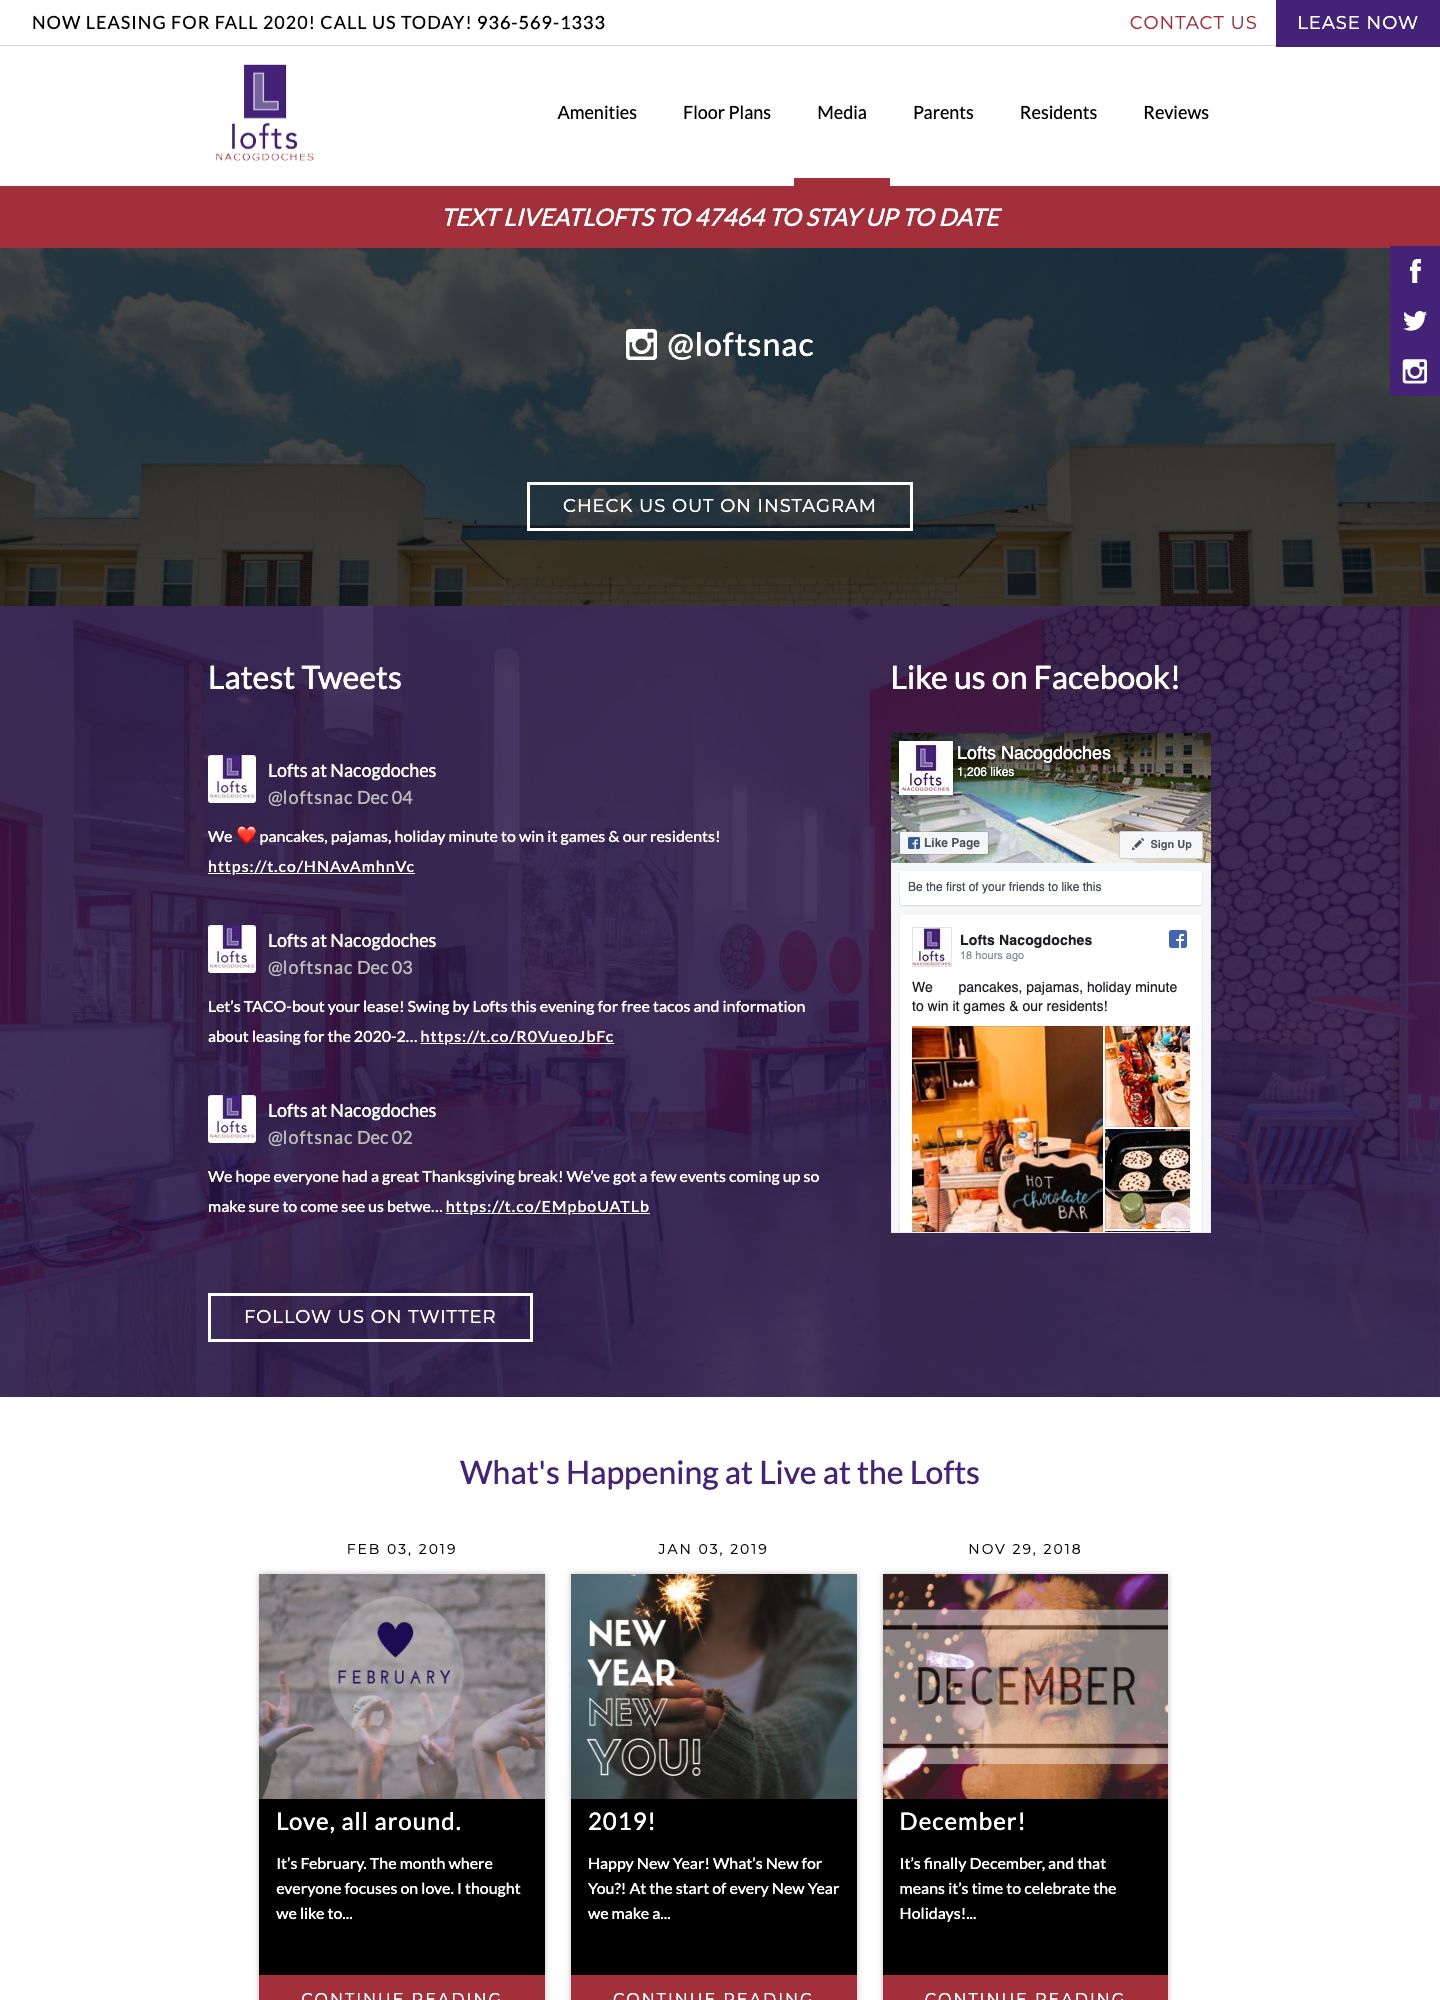 NOW LEASING FOR FALL 2020! CALL US TODAY! 936-569-1333
CONTACT US
LEASE NOW
L
lofts
NACOGDOCHES
Amenities
Floor Plans
Media
Parents
Residents
Reviews
TEXT LIVEATLOFTS TO 47464 TO STAY UP TO DATE
@loftsnac
CHECK US OUT ON INSTAGRAM
Latest Tweets
L
lofts
NACOGDOCHES
Lofts at Nacogdoches
@loftsnac Dec 04
We ❤️ pancakes, pajamas, holiday minute to win it games & our residents!
https://t.co/HNAvAmhnVc
L
lofts
NACOGDOCHES
Lofts at Nacogdoches
@loftsnac Dec 03
Let’s TACO-bout your lease! Swing by Lofts this evening for free tacos and information
about leasing for the 2020-2… https://t.co/R0VueoJbFc
L
lofts
NACOGDOCHES
Lofts at Nacogdoches
@loftsnac Dec 02
We hope everyone had a great Thanksgiving break! We’ve got a few events coming up so
make sure to come see us betwe… https://t.co/EMpboUATLb
FOLLOW US ON TWITTER
Like us on Facebook!
L
lofts
NACOGDOCHES
Lofts Nacogdoches
1,206 likes
Like Page
Sign Up
Be the first of your friends to like this
L
lofts
NACOGDOCHES
Lofts Nacogdoches
18 hours ago
We pancakes, pajamas, holiday minute
to win it games & our residents!
HOT
Chocolate
BAR
What's Happening at Live at the Lofts
FEB 03, 2019
FEBRUARY
Love, all around.
It’s February. The month where
everyone focuses on love. I thought
we like to...
CONTINUE READING
JAN 03, 2019
NEW
YEAR
NEW
YOU!
2019!
Happy New Year! What’s New for
You?! At the start of every New Year
we make a...
CONTINUE READING
NOV 29, 2018
DECEMBER
December!
It’s finally December, and that
means it’s time to celebrate the
Holidays!...
CONTINUE READING